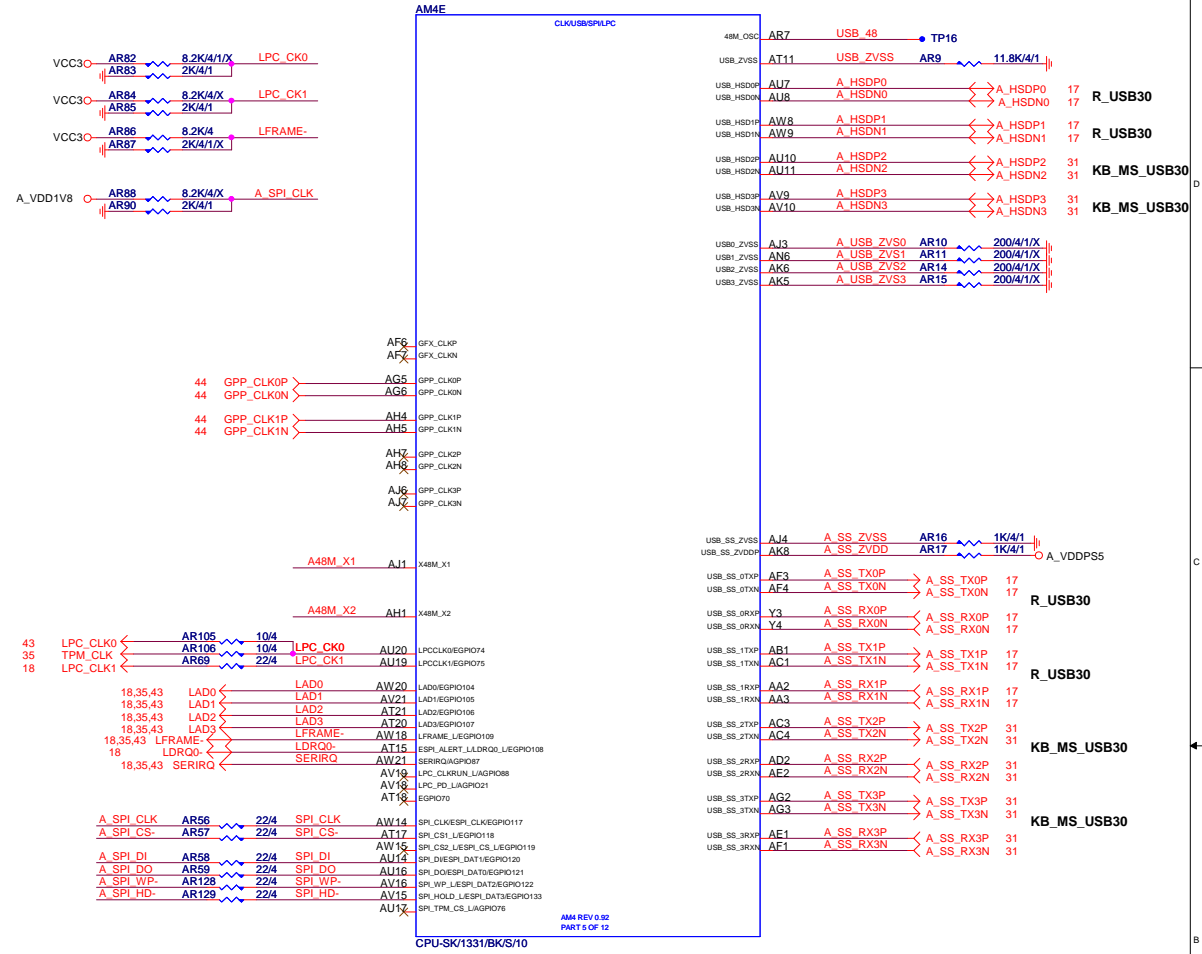 AM4E
CLK/USB/SPI/LPC
VCC3 AR82 8.2K/4/1/X LPC_CK0
AR83 2K/4/1
VCC3 AR84 8.2K/4/X LPC_CK1
AR85 2K/4/1
VCC3 AR86 8.2K/4 LFRAME-
AR87 2K/4/1/X
A_VDD1V8 AR88 8.2K/4/X A_SPI_CLK
AR90 2K/4/1
AF6 GFX_CLKP
AF7 GFX_CLKN
44 GPP_CLK0P AG5 GPP_CLK0P
44 GPP_CLK0N AG6 GPP_CLK0N
44 GPP_CLK1P AH4 GPP_CLK1P
44 GPP_CLK1N AH5 GPP_CLK1N
AH7 GPP_CLK2P
AH8 GPP_CLK2N
AJ6 GPP_CLK3P
AJ7 GPP_CLK3N
A48M_X1 AJ1 X48M_X1
A48M_X2 AH1 X48M_X2
43 LPC_CLK0 AR105 10/4
35 TPM_CLK AR106 10/4 LPC_CK0 AU20 LPCCLK0/EGPIO74
18 LPC_CLK1 AR69 22/4 LPC_CK1 AU19 LPCCLK1/EGPIO75
18,35,43 LAD0 LAD0 AW20 LAD0/EGPIO104
18,35,43 LAD1 LAD1 AV21 LAD1/EGPIO105
18,35,43 LAD2 LAD2 AT21 LAD2/EGPIO106
18,35,43 LAD3 LAD3 AT20 LAD3/EGPIO107
18,35,43 LFRAME- LFRAME- AW18 LFRAME_L/EGPIO109
18 LDRQ0- LDRQ0- AT15 ESPI_ALERT_L/LDRQ0_L/EGPIO108
18,35,43 SERIRQ SERIRQ AW21 SERIRQ/AGPIO87
AV19 LPC_CLKRUN_L/AGPIO88
AV18 LPC_PD_L/AGPIO21
AT18 EGPIO70
A_SPI_CLK AR56 22/4 SPI_CLK AW14 SPI_CLK/ESPI_CLK/EGPIO117
A_SPI_CS- AR57 22/4 SPI_CS- AT17 SPI_CS1_L/EGPIO118
AW15 SPI_CS2_L/ESPI_CS_L/EGPIO119
A_SPI_DI AR58 22/4 SPI_DI AU14 SPI_DI/ESPI_DAT1/EGPIO120
A_SPI_DO AR59 22/4 SPI_DO AU16 SPI_DO/ESPI_DAT0/EGPIO121
A_SPI_WP- AR128 22/4 SPI_WP- AV16 SPI_WP_L/ESPI_DAT2/EGPIO122
A_SPI_HD- AR129 22/4 SPI_HD- AV15 SPI_HOLD_L/ESPI_DAT3/EGPIO133
AU17 SPI_TPM_CS_L/AGPIO76
48M_OSC AR7 USB_48 TP16
USB_ZVSS AT11 USB_ZVSS AR9 11.8K/4/1
USB_HSD0P AU7 A_HSDP0 A_HSDP0 17
USB_HSD0N AU8 A_HSDN0 A_HSDN0 17
R_USB30
USB_HSD1P AW8 A_HSDP1 A_HSDP1 17
USB_HSD1N AW9 A_HSDN1 A_HSDN1 17
R_USB30
USB_HSD2P AU10 A_HSDP2 A_HSDP2 31
USB_HSD2N AU11 A_HSDN2 A_HSDN2 31
KB_MS_USB30
USB_HSD3P AV9 A_HSDP3 A_HSDP3 31
USB_HSD3N AV10 A_HSDN3 A_HSDN3 31
KB_MS_USB30
USB0_ZVSS AJ3 A_USB_ZVS0 AR10 200/4/1/X
USB1_ZVSS AN6 A_USB_ZVS1 AR11 200/4/1/X
USB2_ZVSS AK6 A_USB_ZVS2 AR14 200/4/1/X
USB3_ZVSS AK5 A_USB_ZVS3 AR15 200/4/1/X
USB_SS_ZVSS AJ4 A_SS_ZVSS AR16 1K/4/1
USB_SS_ZVDDP AK8 A_SS_ZVDD AR17 1K/4/1 A_VDDPS5
USB_SS_0TXP AF3 A_SS_TX0P A_SS_TX0P 17
USB_SS_0TXN AF4 A_SS_TX0N A_SS_TX0N 17
R_USB30
USB_SS_0RXP Y3 A_SS_RX0P A_SS_RX0P 17
USB_SS_0RXN Y4 A_SS_RX0N A_SS_RX0N 17
USB_SS_1TXP AB1 A_SS_TX1P A_SS_TX1P 17
USB_SS_1TXN AC1 A_SS_TX1N A_SS_TX1N 17
R_USB30
USB_SS_1RXP AA2 A_SS_RX1P A_SS_RX1P 17
USB_SS_1RXN AA3 A_SS_RX1N A_SS_RX1N 17
USB_SS_2TXP AC3 A_SS_TX2P A_SS_TX2P 31
USB_SS_2TXN AC4 A_SS_TX2N A_SS_TX2N 31
KB_MS_USB30
USB_SS_2RXP AD2 A_SS_RX2P A_SS_RX2P 31
USB_SS_2RXN AE2 A_SS_RX2N A_SS_RX2N 31
USB_SS_3TXP AG2 A_SS_TX3P A_SS_TX3P 31
USB_SS_3TXN AG3 A_SS_TX3N A_SS_TX3N 31
KB_MS_USB30
USB_SS_3RXP AE1 A_SS_RX3P A_SS_RX3P 31
USB_SS_3RXN AF1 A_SS_RX3N A_SS_RX3N 31
AM4 REV 0.92
PART 5 OF 12
CPU-SK/1331/BK/S/10
D
C
B